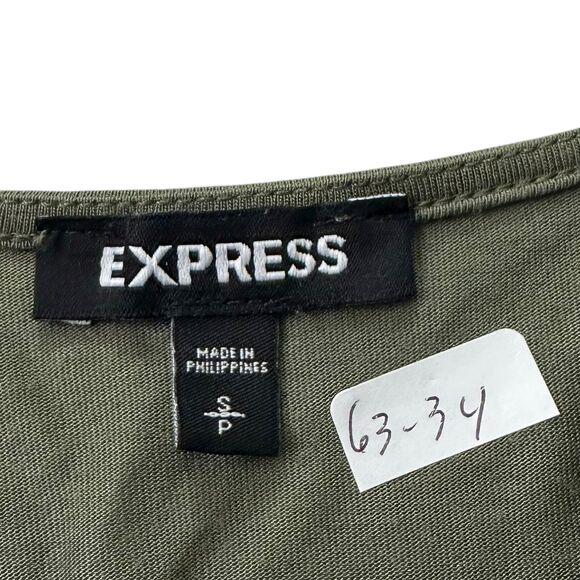 EXPRESS
MADE IN
PHILIPPINES
S
P
63-34